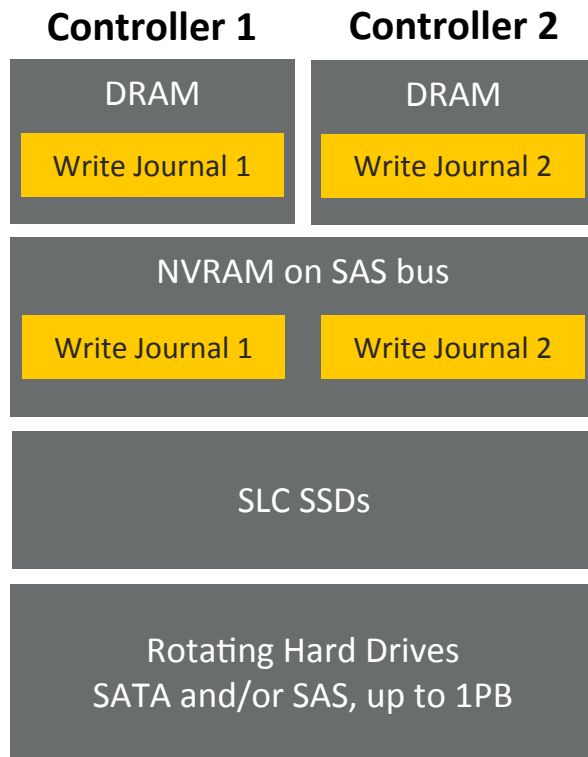 Controller 1
Controller 2
DRAM
DRAM
Write Journal 1
Write Journal 2
NVRAM on SAS bus
Write Journal 1
Write Journal 2
SLC SSDs
Rotating Hard Drives
SATA and/or SAS, up to 1PB